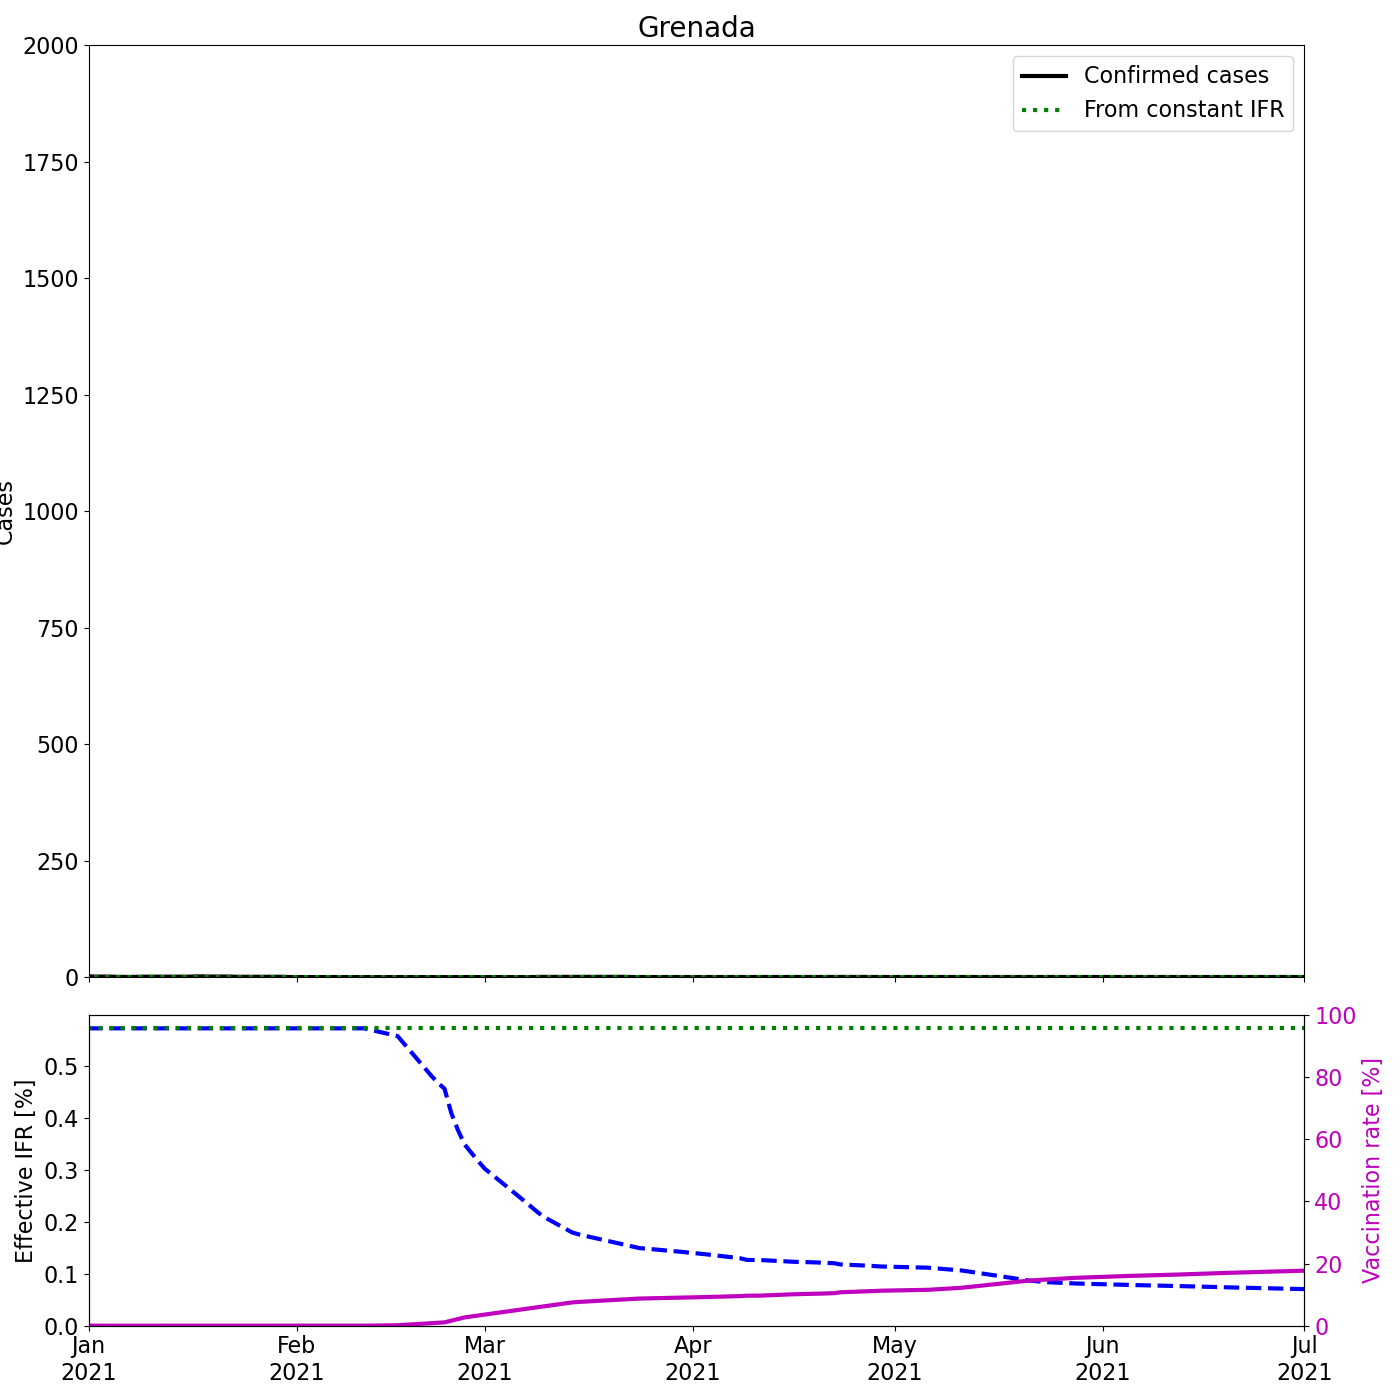 Grenada
2000
1750
1500
1250
1000
750
500
250
0
Cases
Confirmed cases
From constant IFR
0.5
0.4
0.3
0.2
0.1
0.0
Effective IFR [%]
100
80
60
40
20
0
Vaccination rate [%]
Jan Feb Mar Apr May Jun Jul
2021 2021 2021 2021 2021 2021 2021